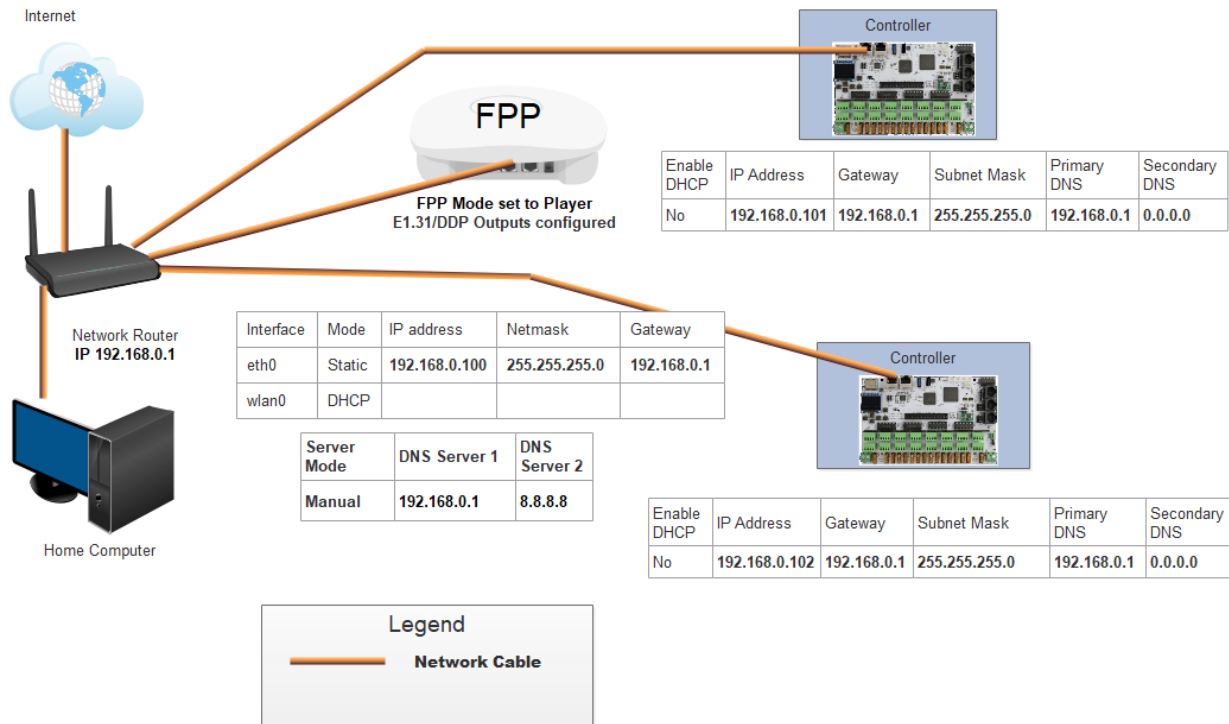 Internet
Controller
FPP
FPP Mode set to Player
E1.31/DDP Outputs configured
Enable DHCP IP Address Gateway Subnet Mask Primary DNS Secondary DNS
No 192.168.0.101 192.168.0.1 255.255.255.0 192.168.0.1 0.0.0.0
Network Router
IP 192.168.0.1
Interface Mode IP address Netmask Gateway
eth0 Static 192.168.0.100 255.255.255.0 192.168.0.1
wlan0 DHCP
Controller
Server Mode DNS Server 1 DNS Server 2
Manual 192.168.0.1 8.8.8.8
Home Computer
Enable DHCP IP Address Gateway Subnet Mask Primary DNS Secondary DNS
No 192.168.0.102 192.168.0.1 255.255.255.0 192.168.0.1 0.0.0.0
Legend
Network Cable